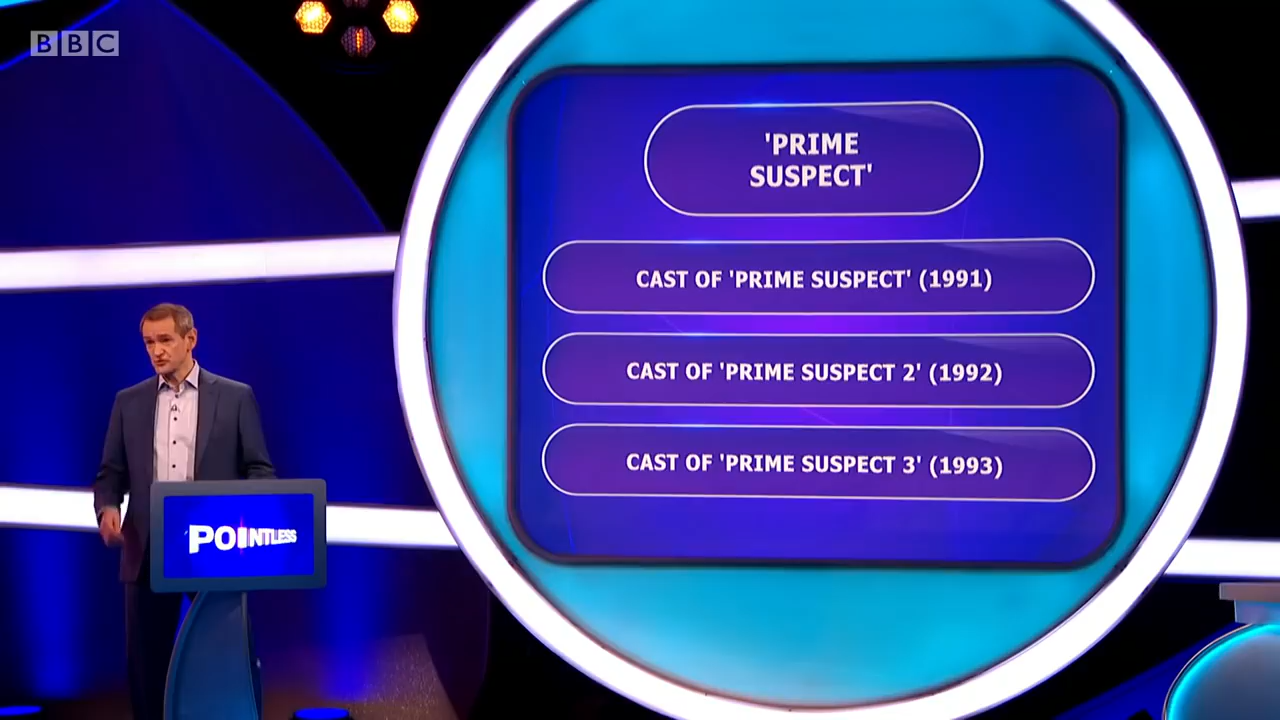 BBC
'PRIME
SUSPECT'
CAST OF 'PRIME SUSPECT' (1991)
CAST OF 'PRIME SUSPECT 2' (1992)
CAST OF 'PRIME SUSPECT 3' (1993)
POINTLESS